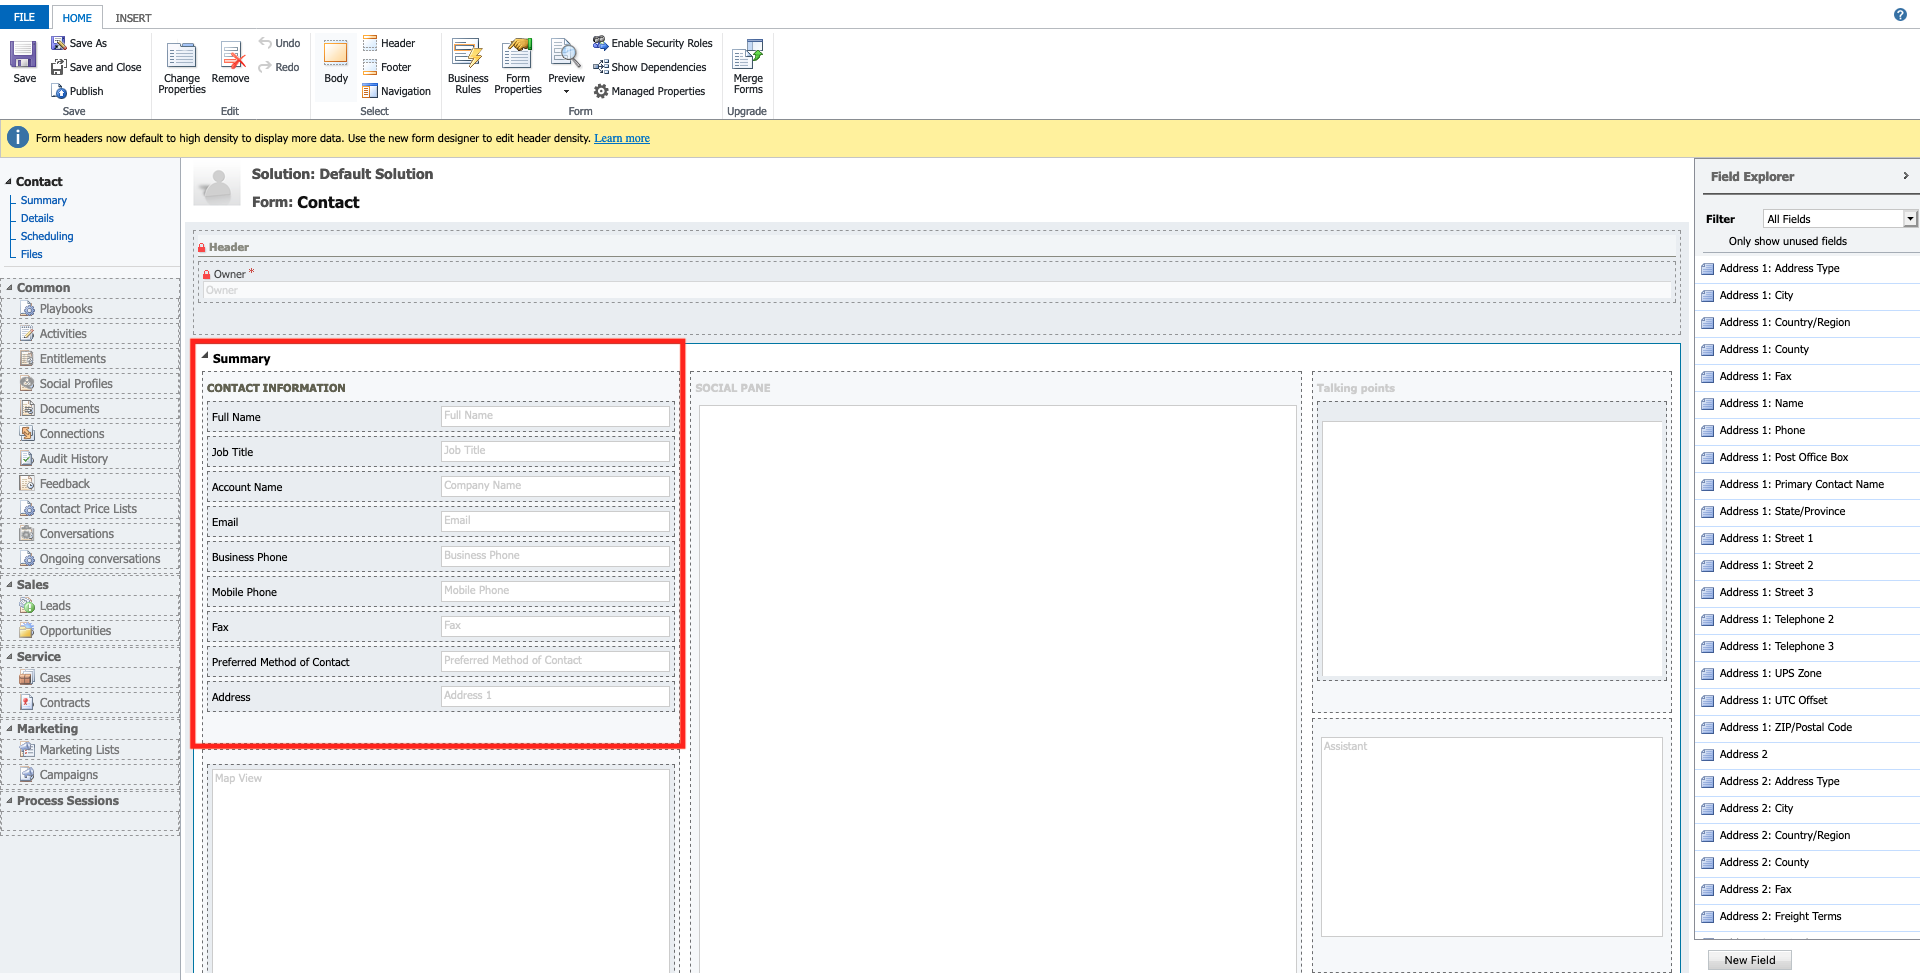 FILE
HOME
INSERT
Save
Save As
Save and Close
Publish
Save
Change Properties
Remove
Undo
Redo
Edit
Body
Header
Footer
Navigation
Select
Business Rules
Form Properties
Preview
Enable Security Roles
Show Dependencies
Managed Properties
Form
Merge Forms
Upgrade
Form headers now default to high density to display more data. Use the new form designer to edit header density. Learn more
Contact
Summary
Details
Scheduling
Files
Common
Playbooks
Activities
Entitlements
Social Profiles
Documents
Connections
Audit History
Feedback
Contact Price Lists
Conversations
Ongoing conversations
Sales
Leads
Opportunities
Service
Cases
Contracts
Marketing
Marketing Lists
Campaigns
Process Sessions
Solution: Default Solution
Form: Contact
Header
Owner *
Owner
Summary
CONTACT INFORMATION
Full Name Full Name
Job Title Job Title
Account Name Company Name
Email Email
Business Phone Business Phone
Mobile Phone Mobile Phone
Fax Fax
Preferred Method of Contact Preferred Method of Contact
Address Address 1
Map View
SOCIAL PANE
Talking points
Assistant
Field Explorer
Filter All Fields
Only show unused fields
Address 1: Address Type
Address 1: City
Address 1: Country/Region
Address 1: County
Address 1: Fax
Address 1: Name
Address 1: Phone
Address 1: Post Office Box
Address 1: Primary Contact Name
Address 1: State/Province
Address 1: Street 1
Address 1: Street 2
Address 1: Street 3
Address 1: Telephone 2
Address 1: Telephone 3
Address 1: UPS Zone
Address 1: UTC Offset
Address 1: ZIP/Postal Code
Address 2
Address 2: Address Type
Address 2: City
Address 2: Country/Region
Address 2: County
Address 2: Fax
Address 2: Freight Terms
New Field